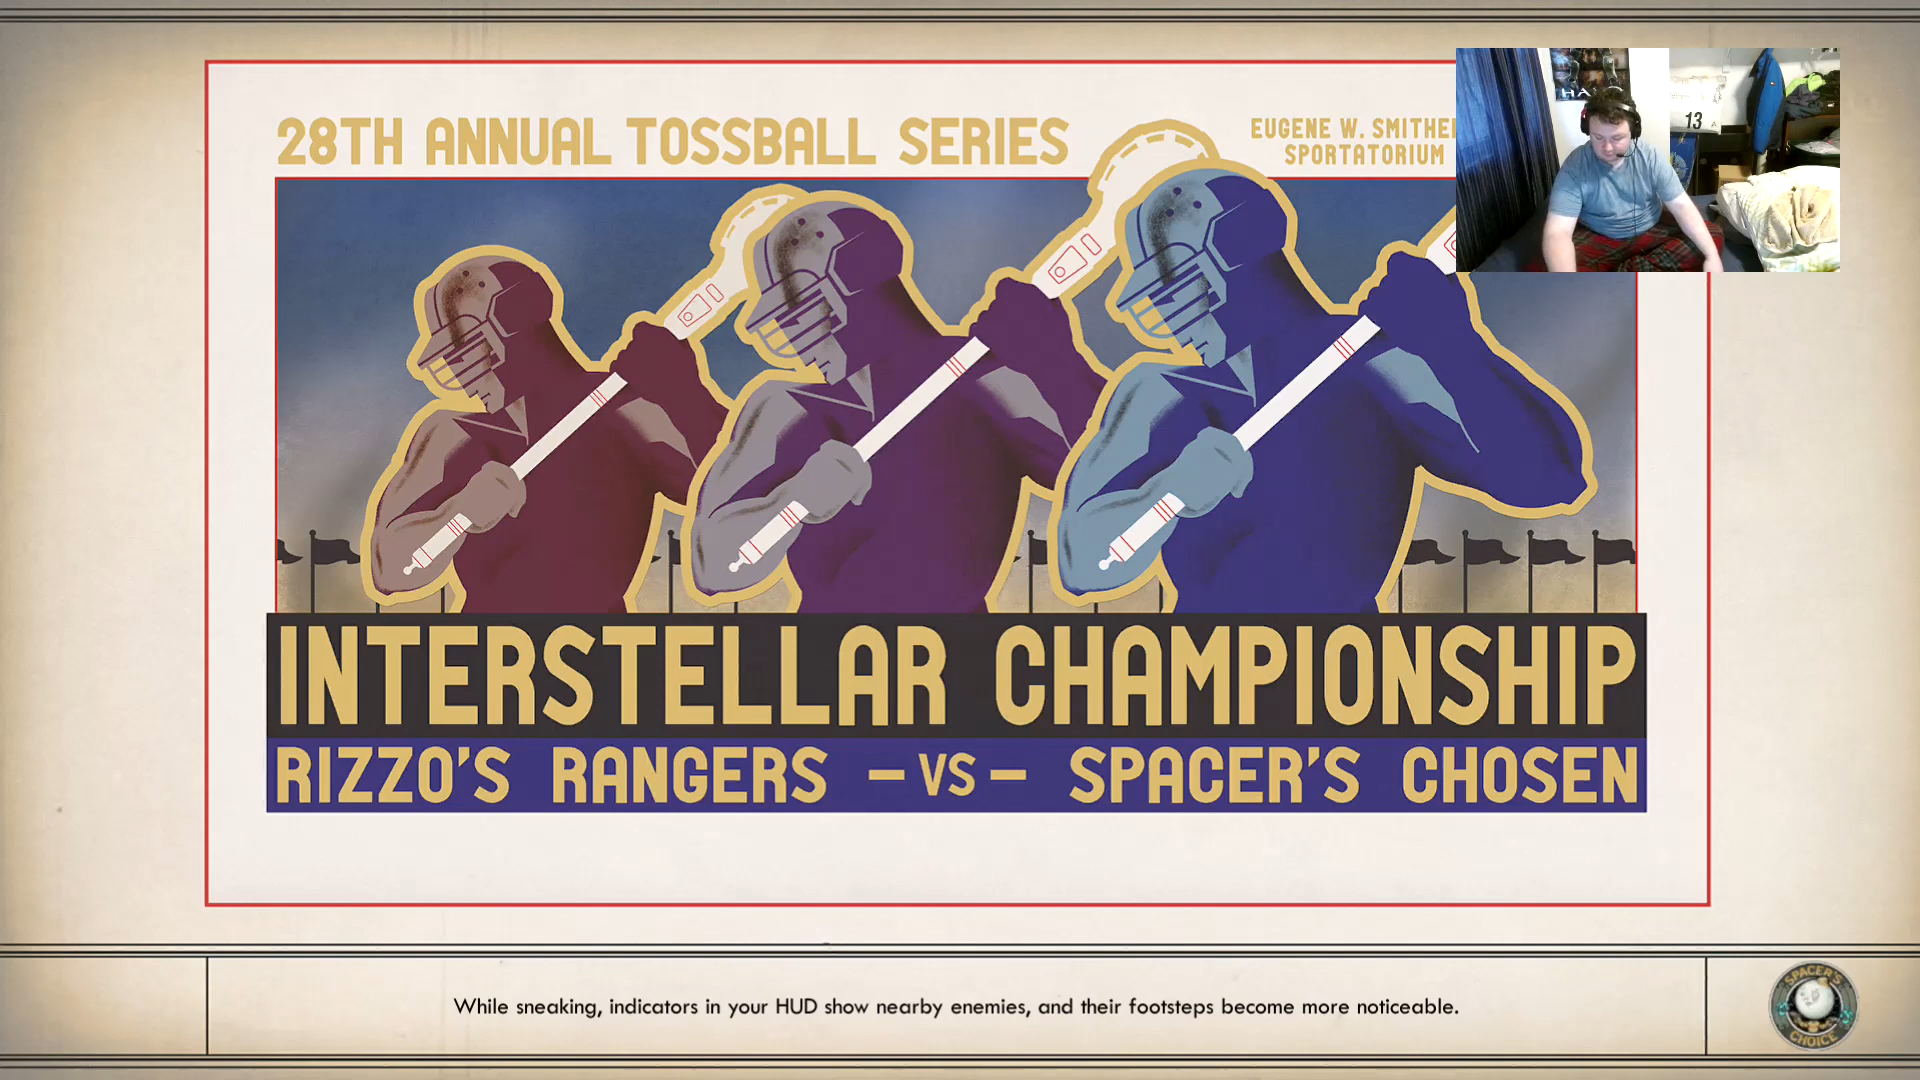 28TH ANNUAL TOSSBALL SERIES
EUGENE W. SMITHE
SPORTATORIUM
13
INTERSTELLAR CHAMPIONSHIP
RIZZO'S RANGERS – VS – SPACER'S CHOSEN
While sneaking, indicators in your HUD show nearby enemies, and their footsteps become more noticeable.
SPACER'S
CHOICE